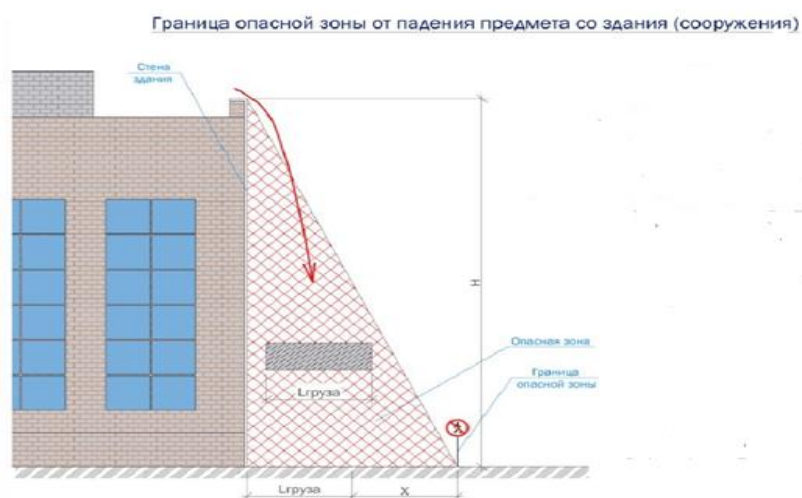 Граница опасной зоны от падения предмета со здания (сооружения)
Стена
здания
H
Опасная зона
Граница
опасной зоны
Lгруза
Lгруза
X